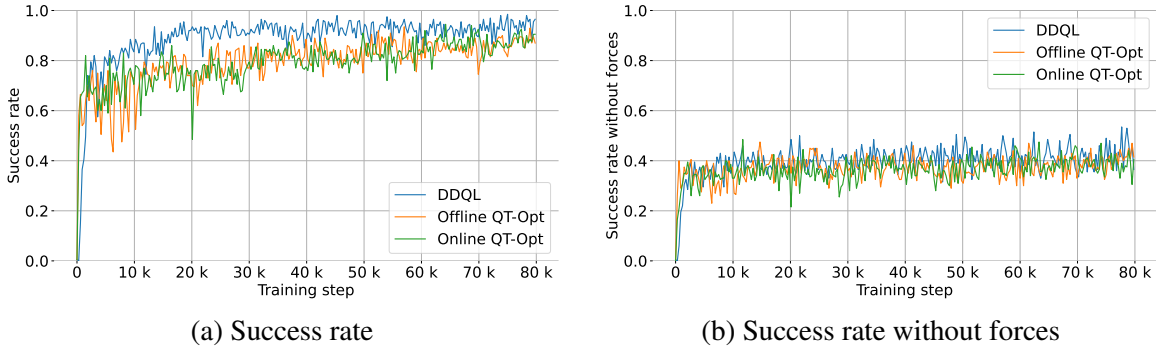 1.0
0.8
0.6
0.4
0.2
0.0
Success rate
0
10 k
20 k
30 k
40 k
50 k
60 k
70 k
80 k
Training step
DDQL
Offline QT-Opt
Online QT-Opt
(a) Success rate
1.0
0.8
0.6
0.4
0.2
0.0
Success rate without forces
0
10 k
20 k
30 k
40 k
50 k
60 k
70 k
80 k
Training step
DDQL
Offline QT-Opt
Online QT-Opt
(b) Success rate without forces